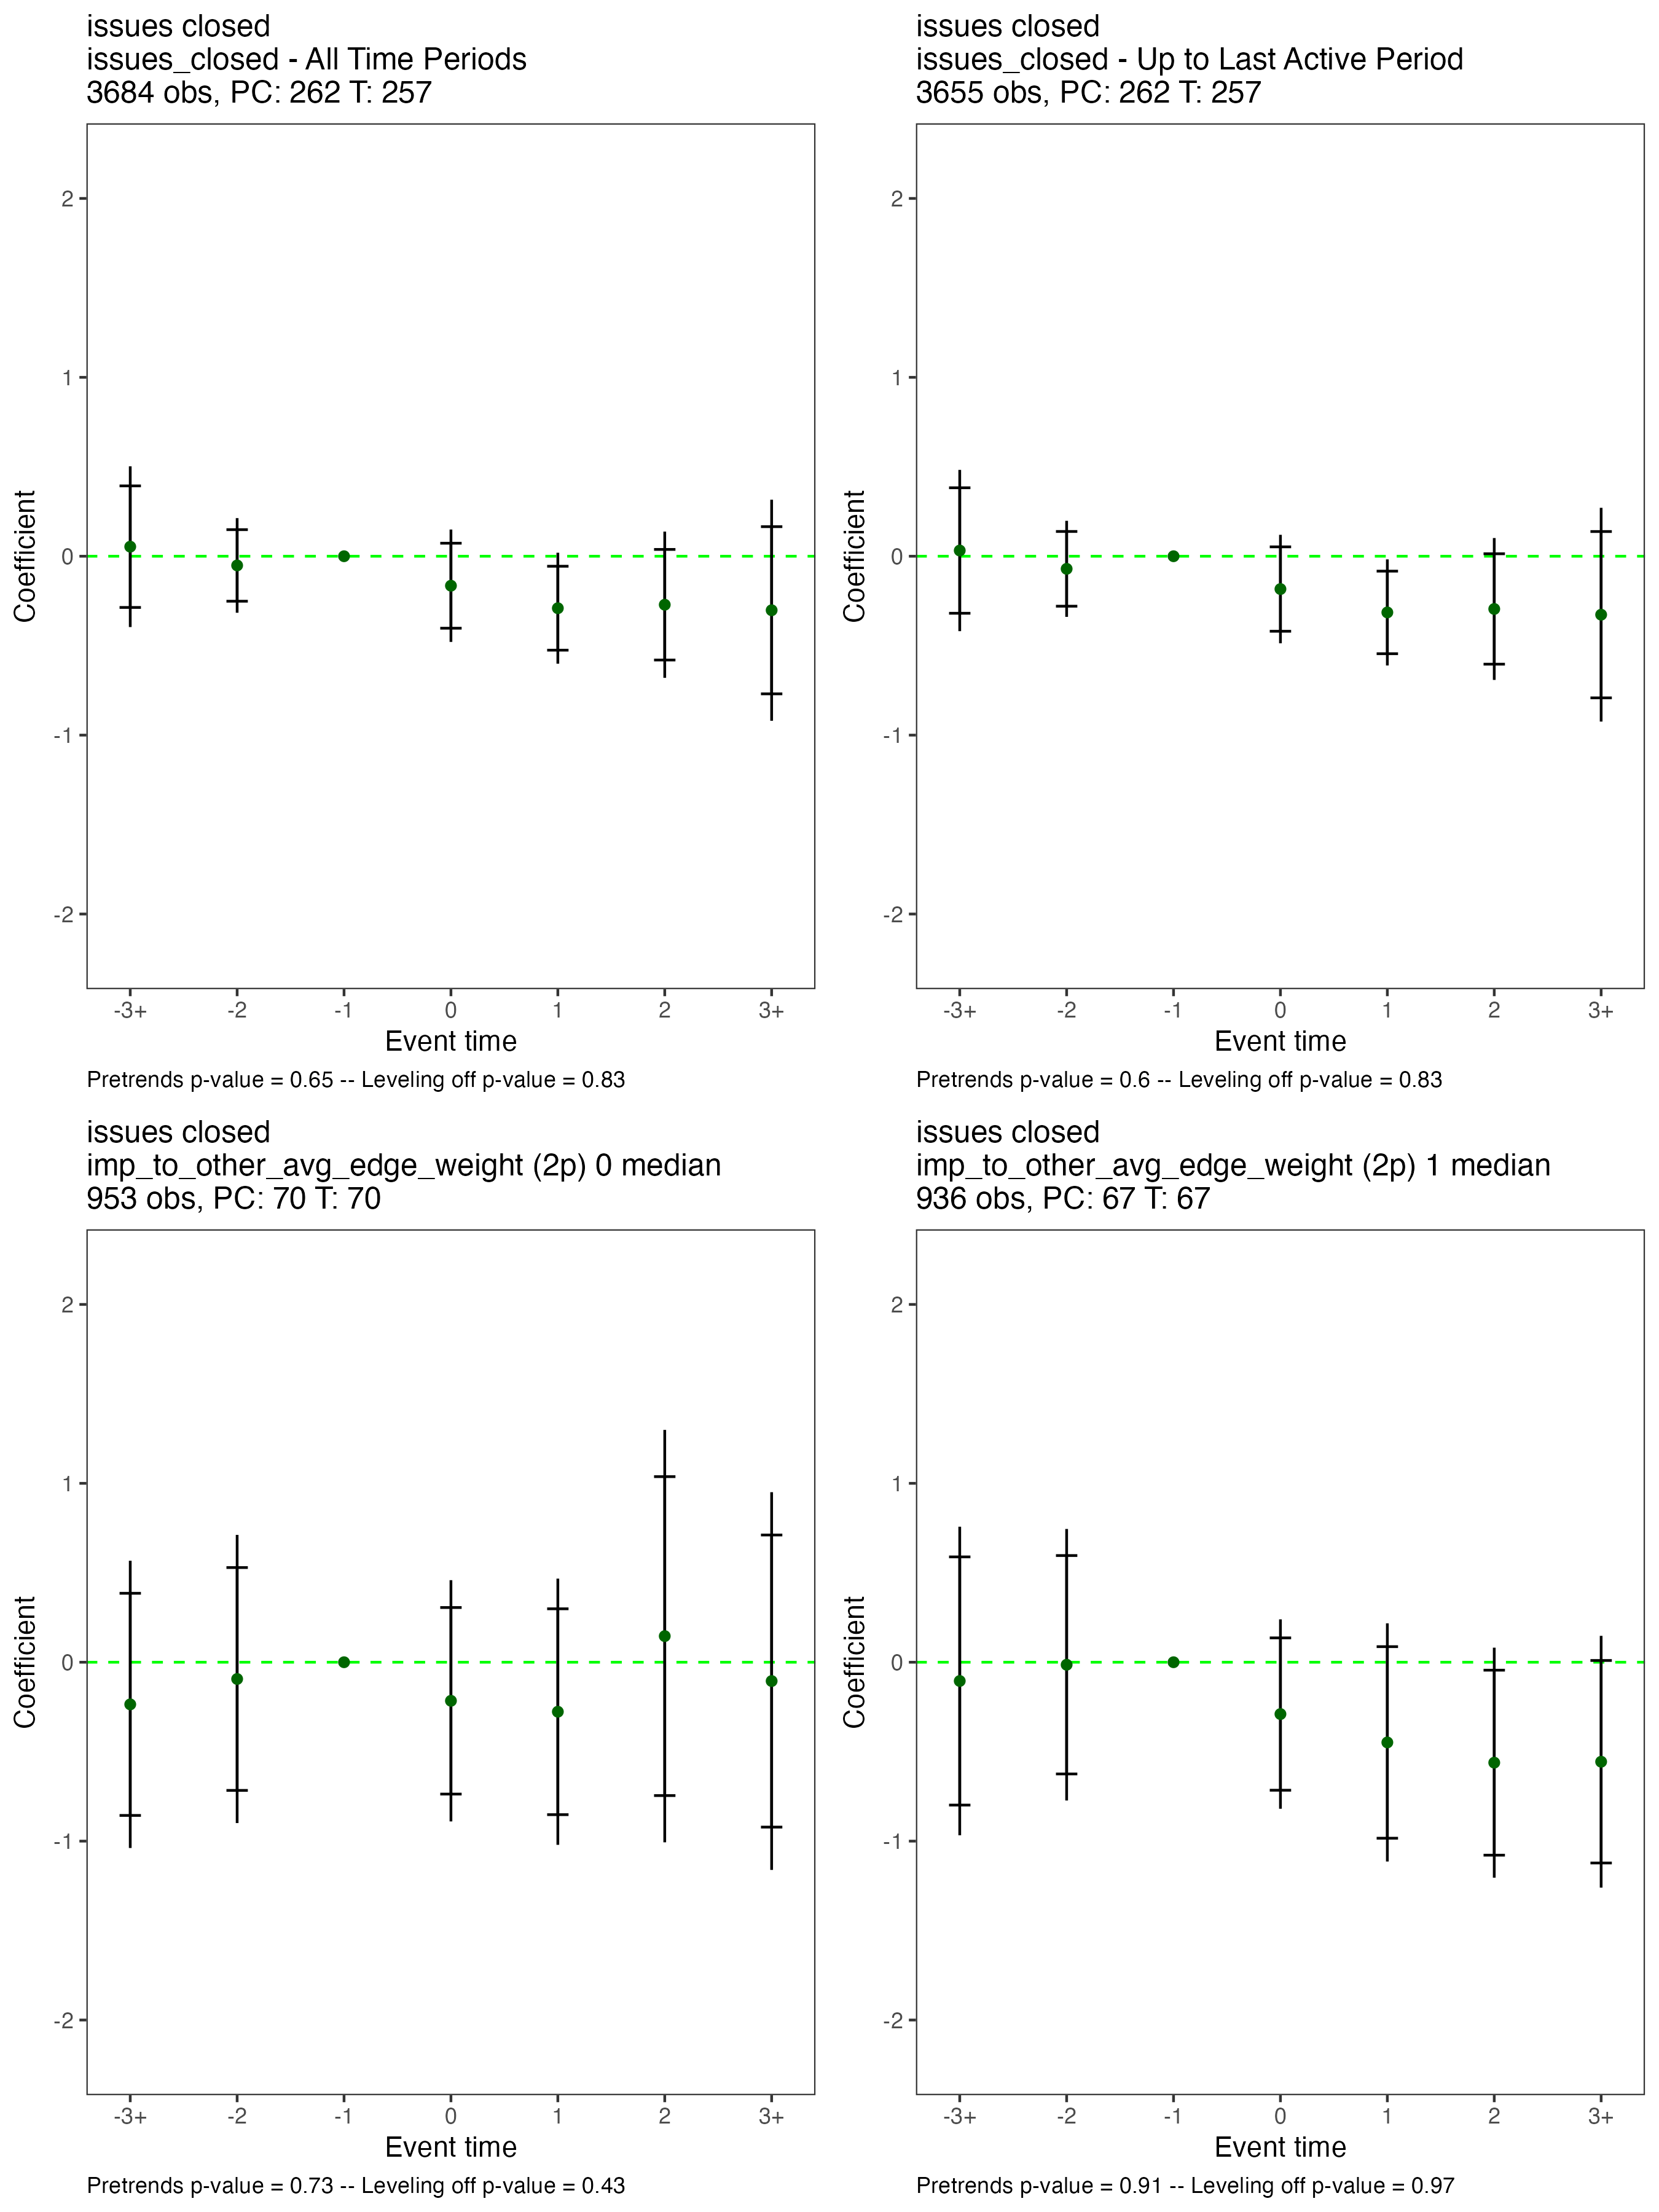 issues closed
issues_closed - All Time Periods
3684 obs, PC: 262 T: 257
Coefficient
2
1
0
-1
-2
-3+ -2 -1 0 1 2 3+
Event time
Pretrends p-value = 0.65 -- Leveling off p-value = 0.83
issues closed
issues_closed - Up to Last Active Period
3655 obs, PC: 262 T: 257
Coefficient
2
1
0
-1
-2
-3+ -2 -1 0 1 2 3+
Event time
Pretrends p-value = 0.6 -- Leveling off p-value = 0.83
issues closed
imp_to_other_avg_edge_weight (2p) 0 median
953 obs, PC: 70 T: 70
Coefficient
2
1
0
-1
-2
-3+ -2 -1 0 1 2 3+
Event time
Pretrends p-value = 0.73 -- Leveling off p-value = 0.43
issues closed
imp_to_other_avg_edge_weight (2p) 1 median
936 obs, PC: 67 T: 67
Coefficient
2
1
0
-1
-2
-3+ -2 -1 0 1 2 3+
Event time
Pretrends p-value = 0.91 -- Leveling off p-value = 0.97